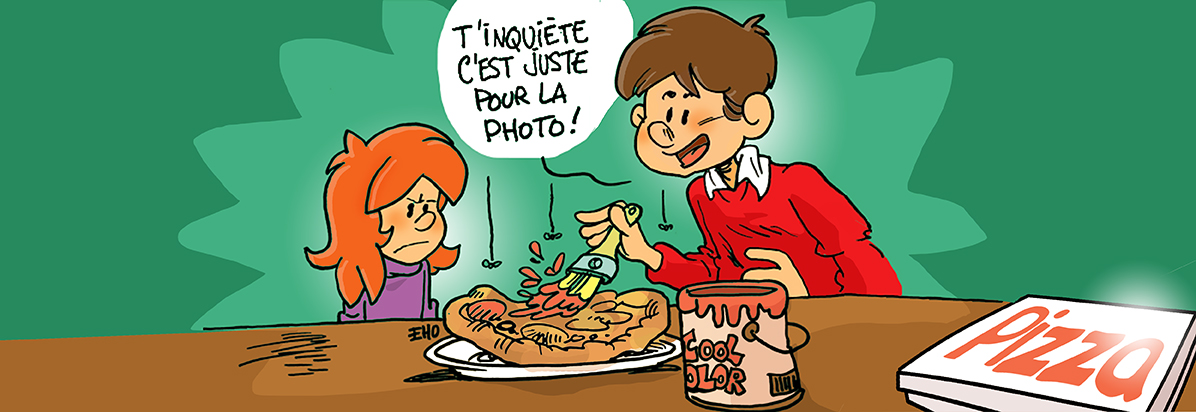 T'INQUIÈTE
C'EST JUSTE
POUR LA
PHOTO!
EHO
COOL
COLOR
Pizza